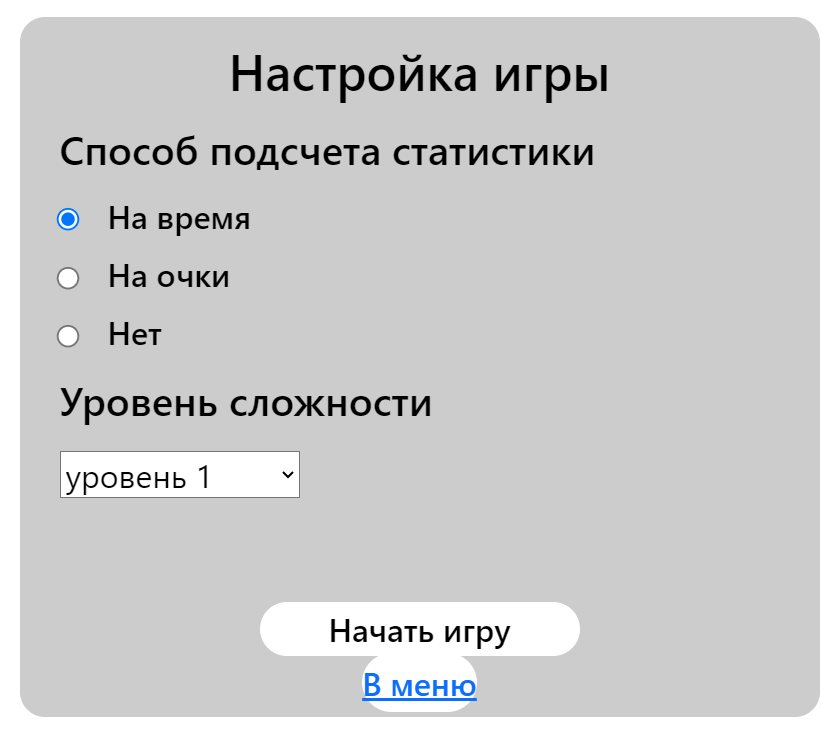 Настройка игры
Способ подсчета статистики
На время
На очки
Нет
Уровень сложности
уровень 1
Начать игру
В меню